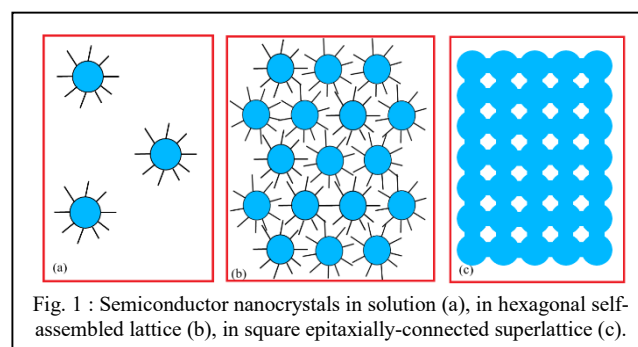 (a)
(b)
(c)
Fig. 1 : Semiconductor nanocrystals in solution (a), in hexagonal self-
assembled lattice (b), in square epitaxially-connected superlattice (c).